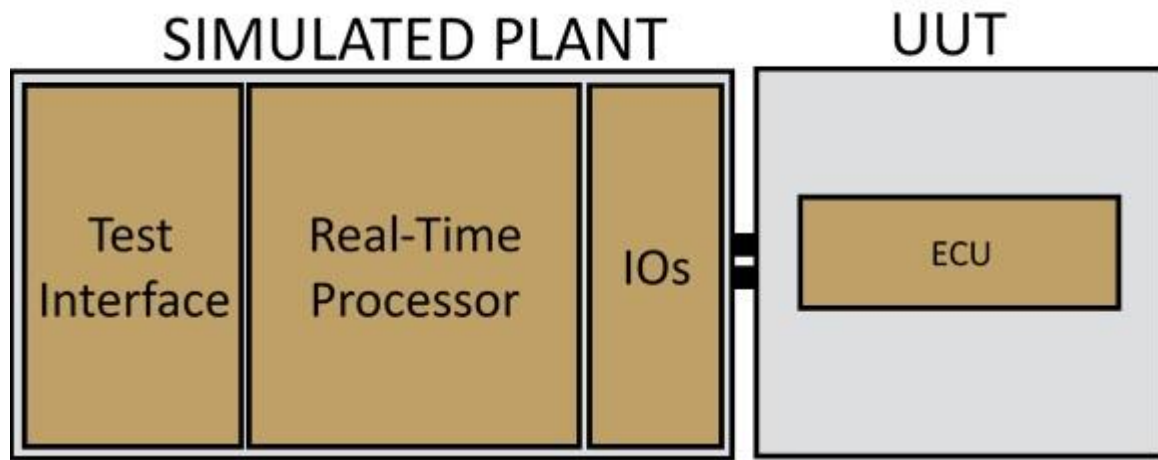 SIMULATED PLANT
UUT
Test
Interface
Real-Time
Processor
IOs
ECU